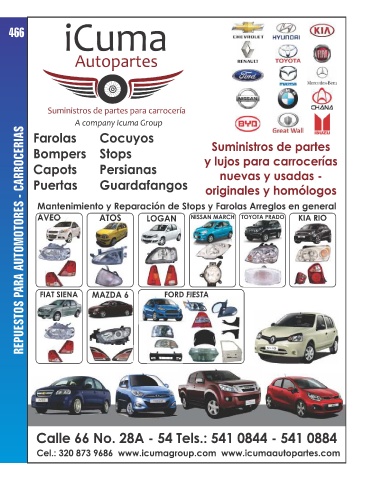 466
REPUESTOS PARA AUTOMOTORES - CARROCERIAS
iCuma
Autopartes
Suministros de partes para carrocería
A company Icuma Group
CHEVROLET
HYUNDAI
KIA
RENAULT
TOYOTA
Ford
mazda
Mercedes-Benz
NISSAN
BMW
CHANA
BYD
Great Wall
ISUZU
Farolas Cocuyos
Bompers Stops
Capots Persianas
Puertas Guardafangos
Suministros de partes
y lujos para carrocerías
nuevas y usadas -
originales y homólogos
Mantenimiento y Reparación de Stops y Farolas Arreglos en general
AVEO
ATOS
LOGAN
NISSAN MARCH
TOYOTA PRADO
KIA RIO
FIAT SIENA
MAZDA 6
FORD FIESTA
Calle 66 No. 28A - 54 Tels.: 541 0844 - 541 0884
Cel.: 320 873 9686 www.icumagroup.com www.icumaautopartes.com